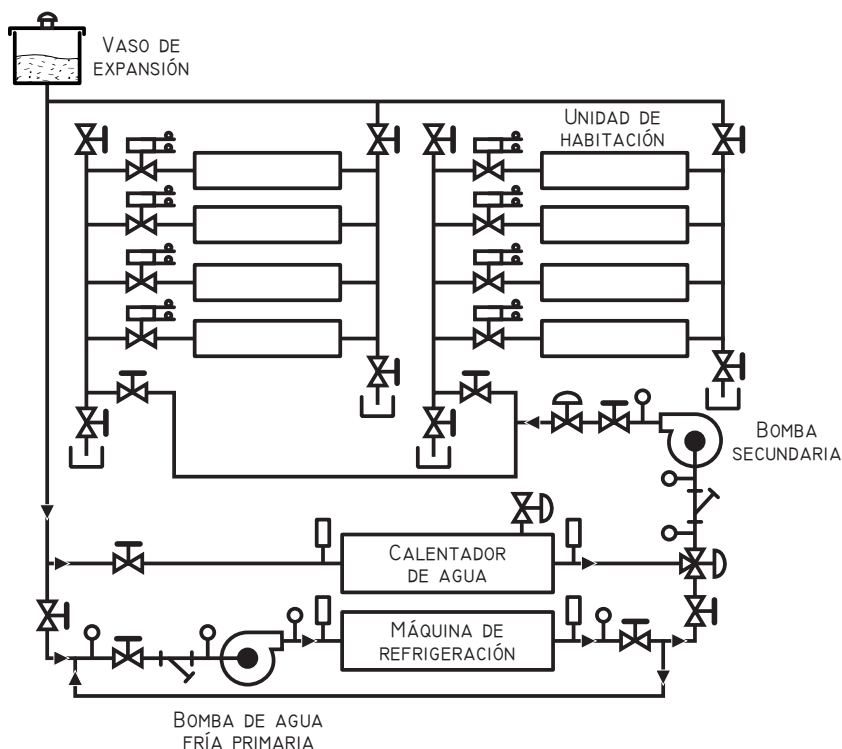 VASO DE
EXPANSIÓN
UNIDAD DE
HABITACIÓN
BOMBA
SECUNDARIA
CALENTADOR
DE AGUA
MÁQUINA DE
REFRIGERACIÓN
BOMBA DE AGUA
FRÍA PRIMARIA